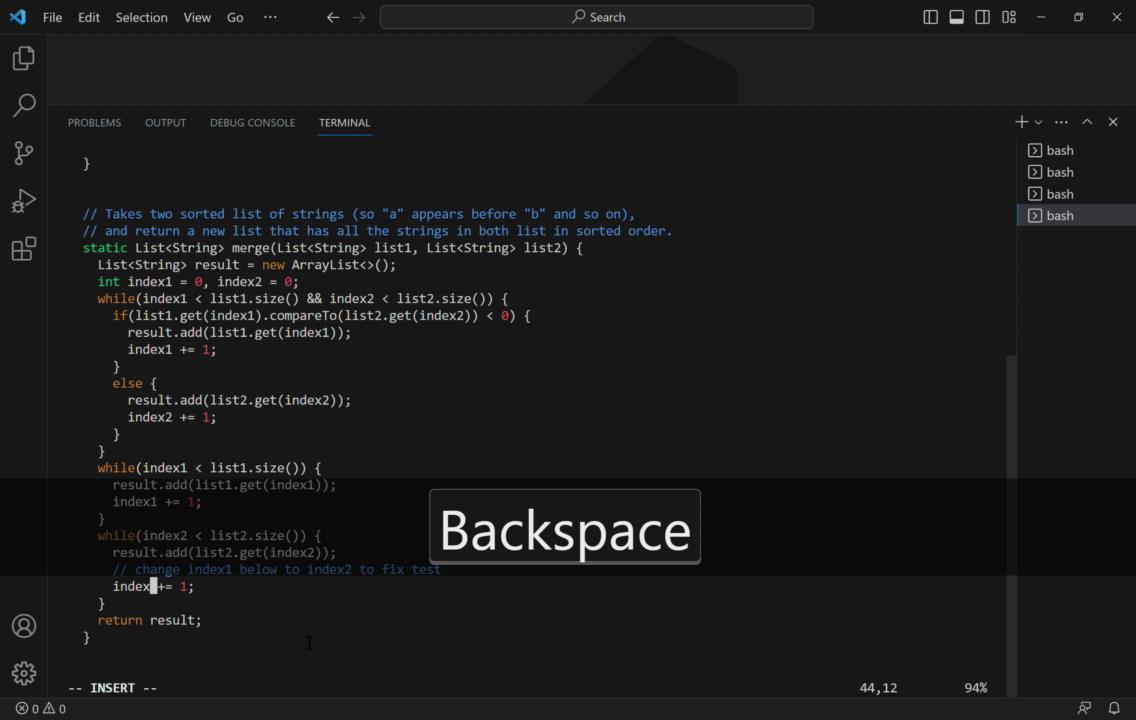 File Edit Selection View Go ···
Search
PROBLEMS OUTPUT DEBUG CONSOLE TERMINAL
bash
bash
bash
bash
}
// Takes two sorted list of strings (so "a" appears before "b" and so on),
// and return a new list that has all the strings in both list in sorted order.
static List<String> merge(List<String> list1, List<String> list2) {
List<String> result = new ArrayList<>();
int index1 = 0, index2 = 0;
while(index1 < list1.size() && index2 < list2.size()) {
if(list1.get(index1).compareTo(list2.get(index2)) < 0) {
result.add(list1.get(index1));
index1 += 1;
}
else {
result.add(list2.get(index2));
index2 += 1;
}
}
while(index1 < list1.size()) {
result.add(list1.get(index1));
index1 += 1;
}
while(index2 < list2.size()) {
result.add(list2.get(index2));
// change index1 below to index2 to fix test
index += 1;
}
return result;
}
Backspace
-- INSERT -- 44,12 94%
0 0